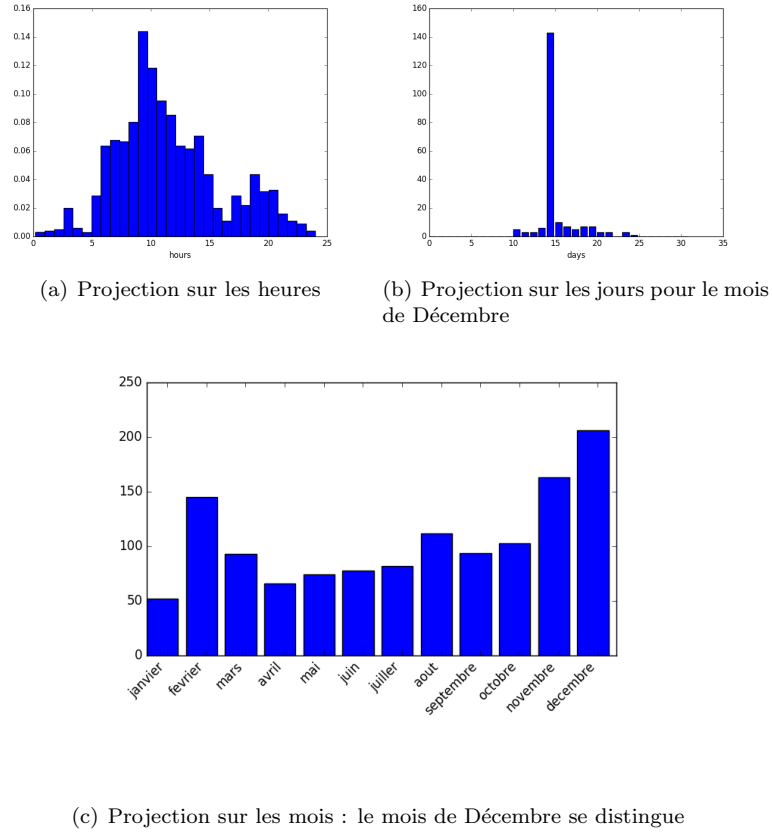 0.16
0.14
0.12
0.10
0.08
0.06
0.04
0.02
0.00
0 5 10 15 20 25
hours
160
140
120
100
80
60
40
20
0
0 5 10 15 20 25 30 35
days
(a) Projection sur les heures
(b) Projection sur les jours pour le mois
de Décembre
250
200
150
100
50
0
janvier
fevrier
mars
avril
mai
juin
juiller
aout
septembre
octobre
novembre
decembre
(c) Projection sur les mois : le mois de Décembre se distingue